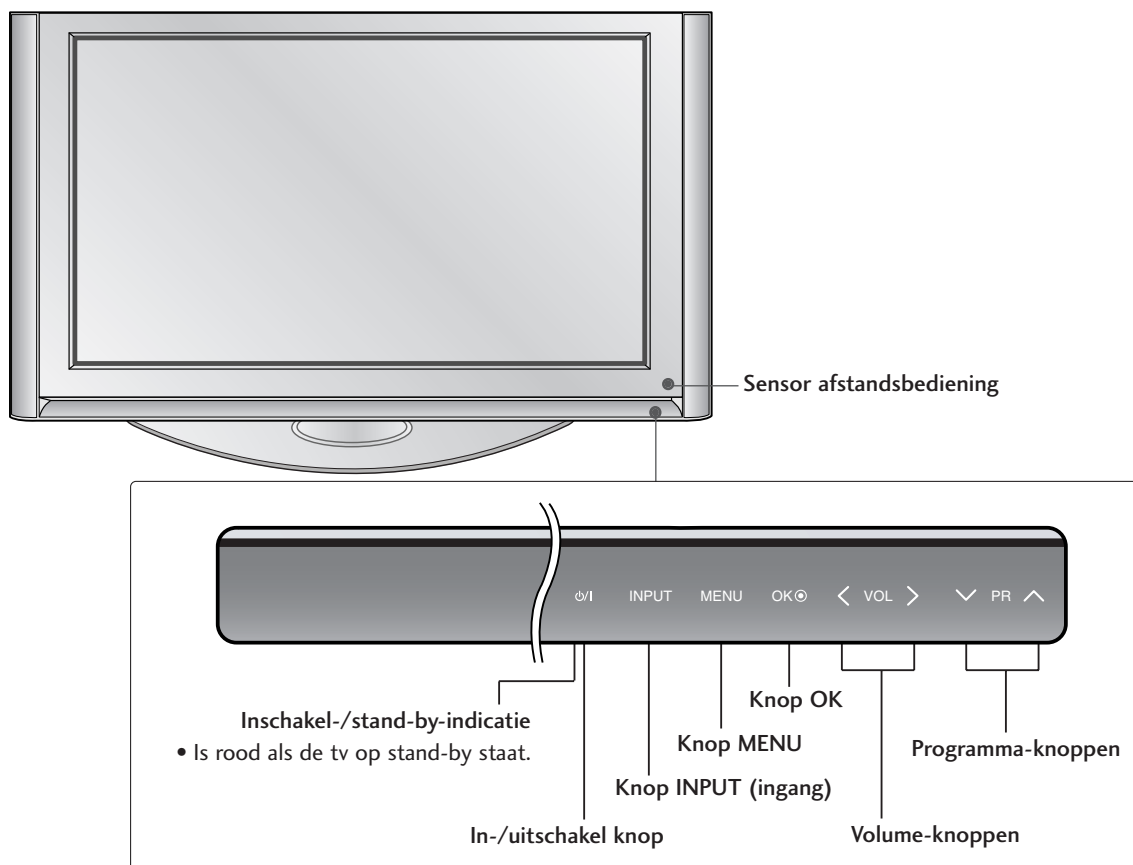 Sensor afstandsbediening
⏻/I INPUT MENU OK VOL PR
Knop OK
Inschakel-/stand-by-indicatie
Knop MENU
Programma-knoppen
• Is rood als de tv op stand-by staat.
Knop INPUT (ingang)
In-/uitschakel knop
Volume-knoppen